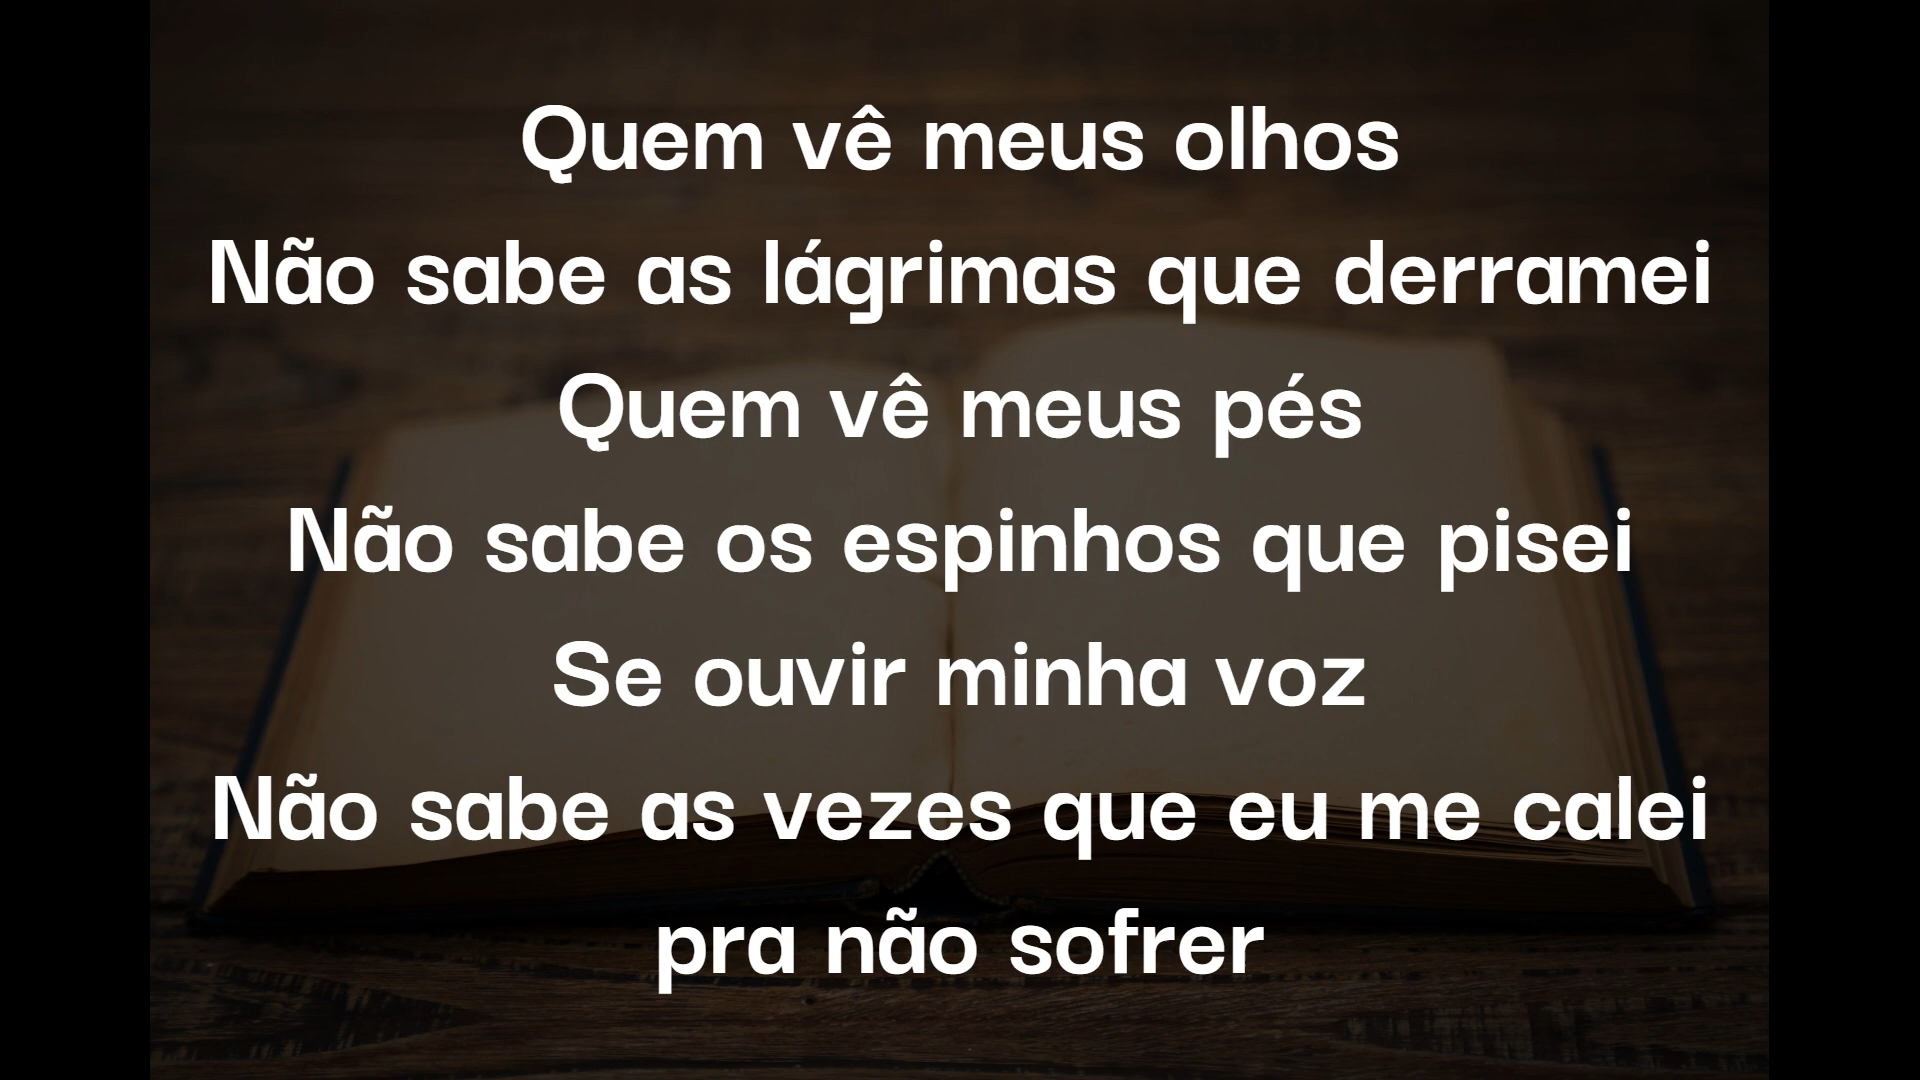 Quem vê meus olhos
Não sabe as lágrimas que derramei
Quem vê meus pés
Não sabe os espinhos que pisei
Se ouvir minha voz
Não sabe as vezes que eu me calei
pra não sofrer